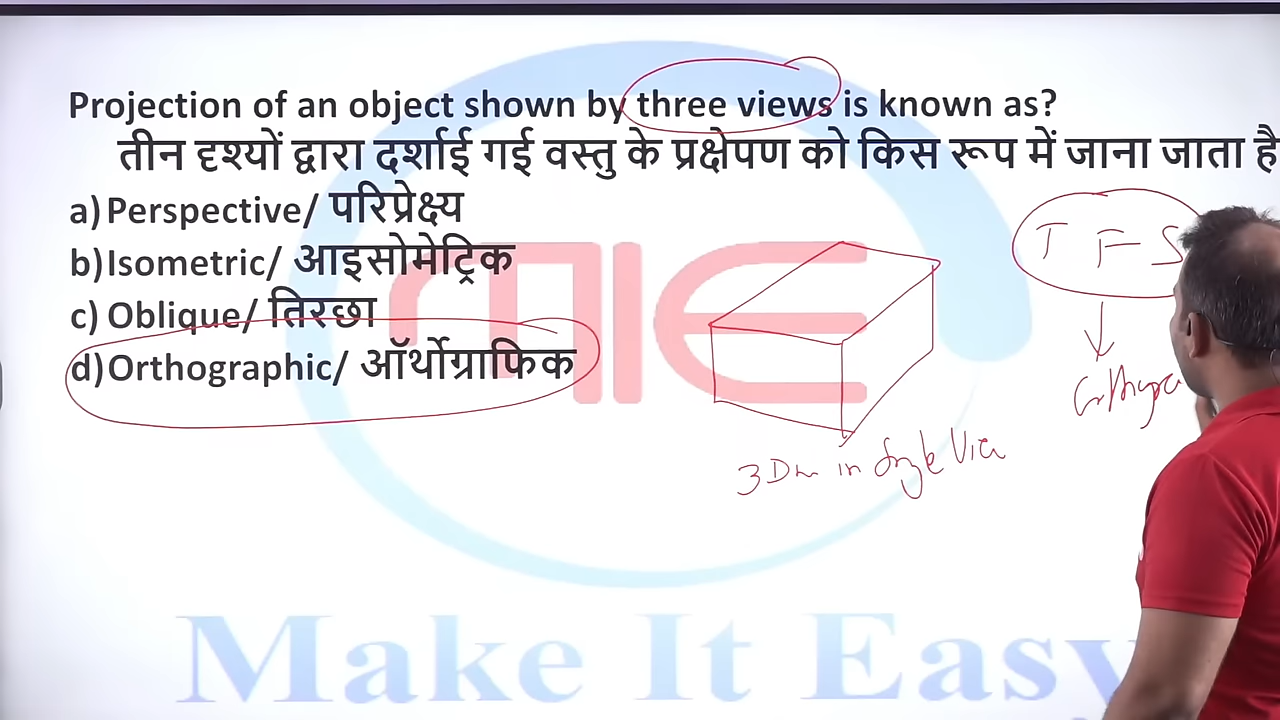 Projection of an object shown by three views is known as?
तीन दृश्यों द्वारा दर्शाई गई वस्तु के प्रक्षेपण को किस रूप में जाना जाता है
a) Perspective/ परिप्रेक्ष्य
b) Isometric/ आइसोमेट्रिक
c) Oblique/ तिरछा
d) Orthographic/ ऑर्थोग्राफिक
T F S
3D in Single View
MIE
Make It Easy